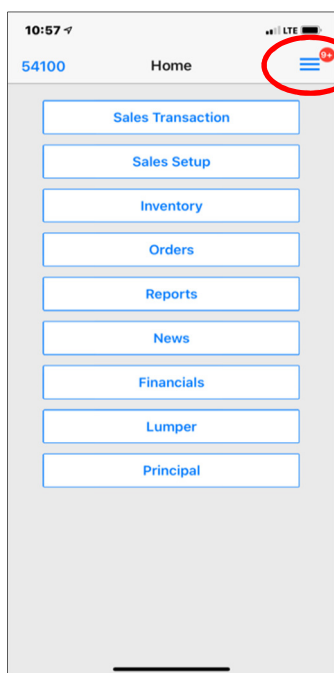 10:57 LTE
54100 Home 9+
Sales Transaction
Sales Setup
Inventory
Orders
Reports
News
Financials
Lumper
Principal